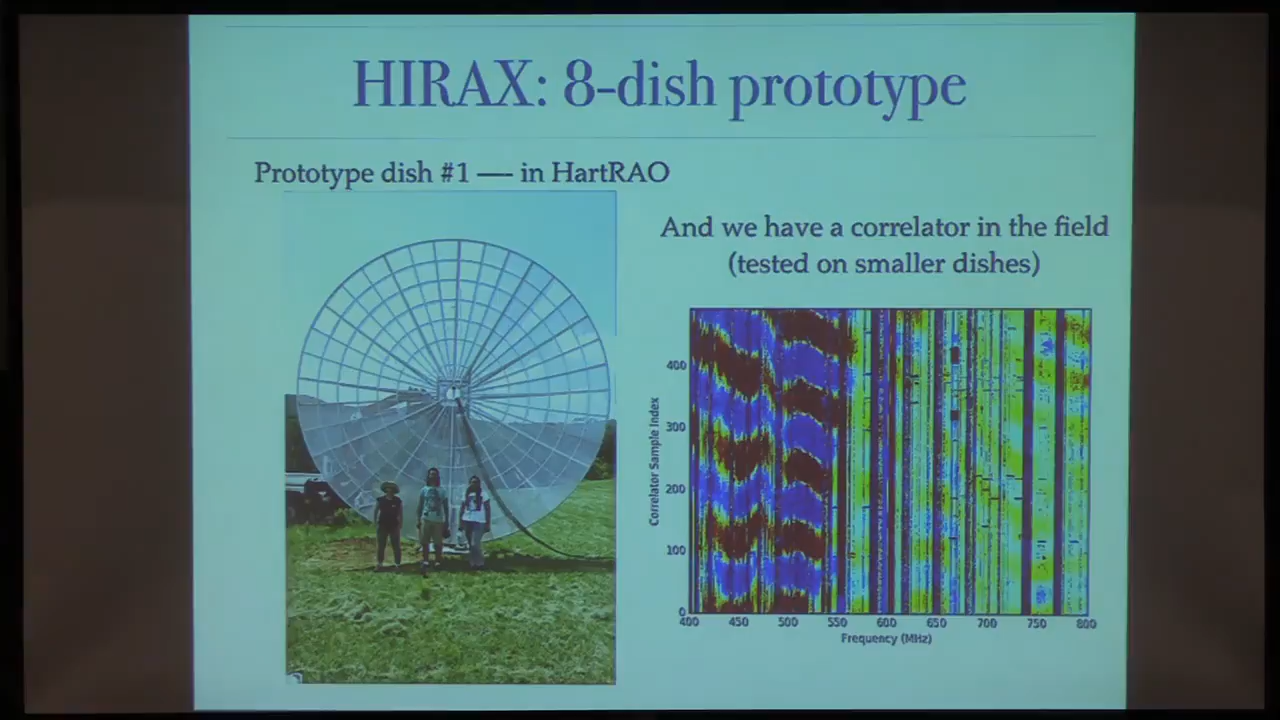 HIRAX: 8-dish prototype
Prototype dish #1 — in HartRAO
And we have a correlator in the field
(tested on smaller dishes)
Correlator Sample Index
400
300
200
100
0
400 450 500 550 600 650 700 750 800
Frequency (MHz)